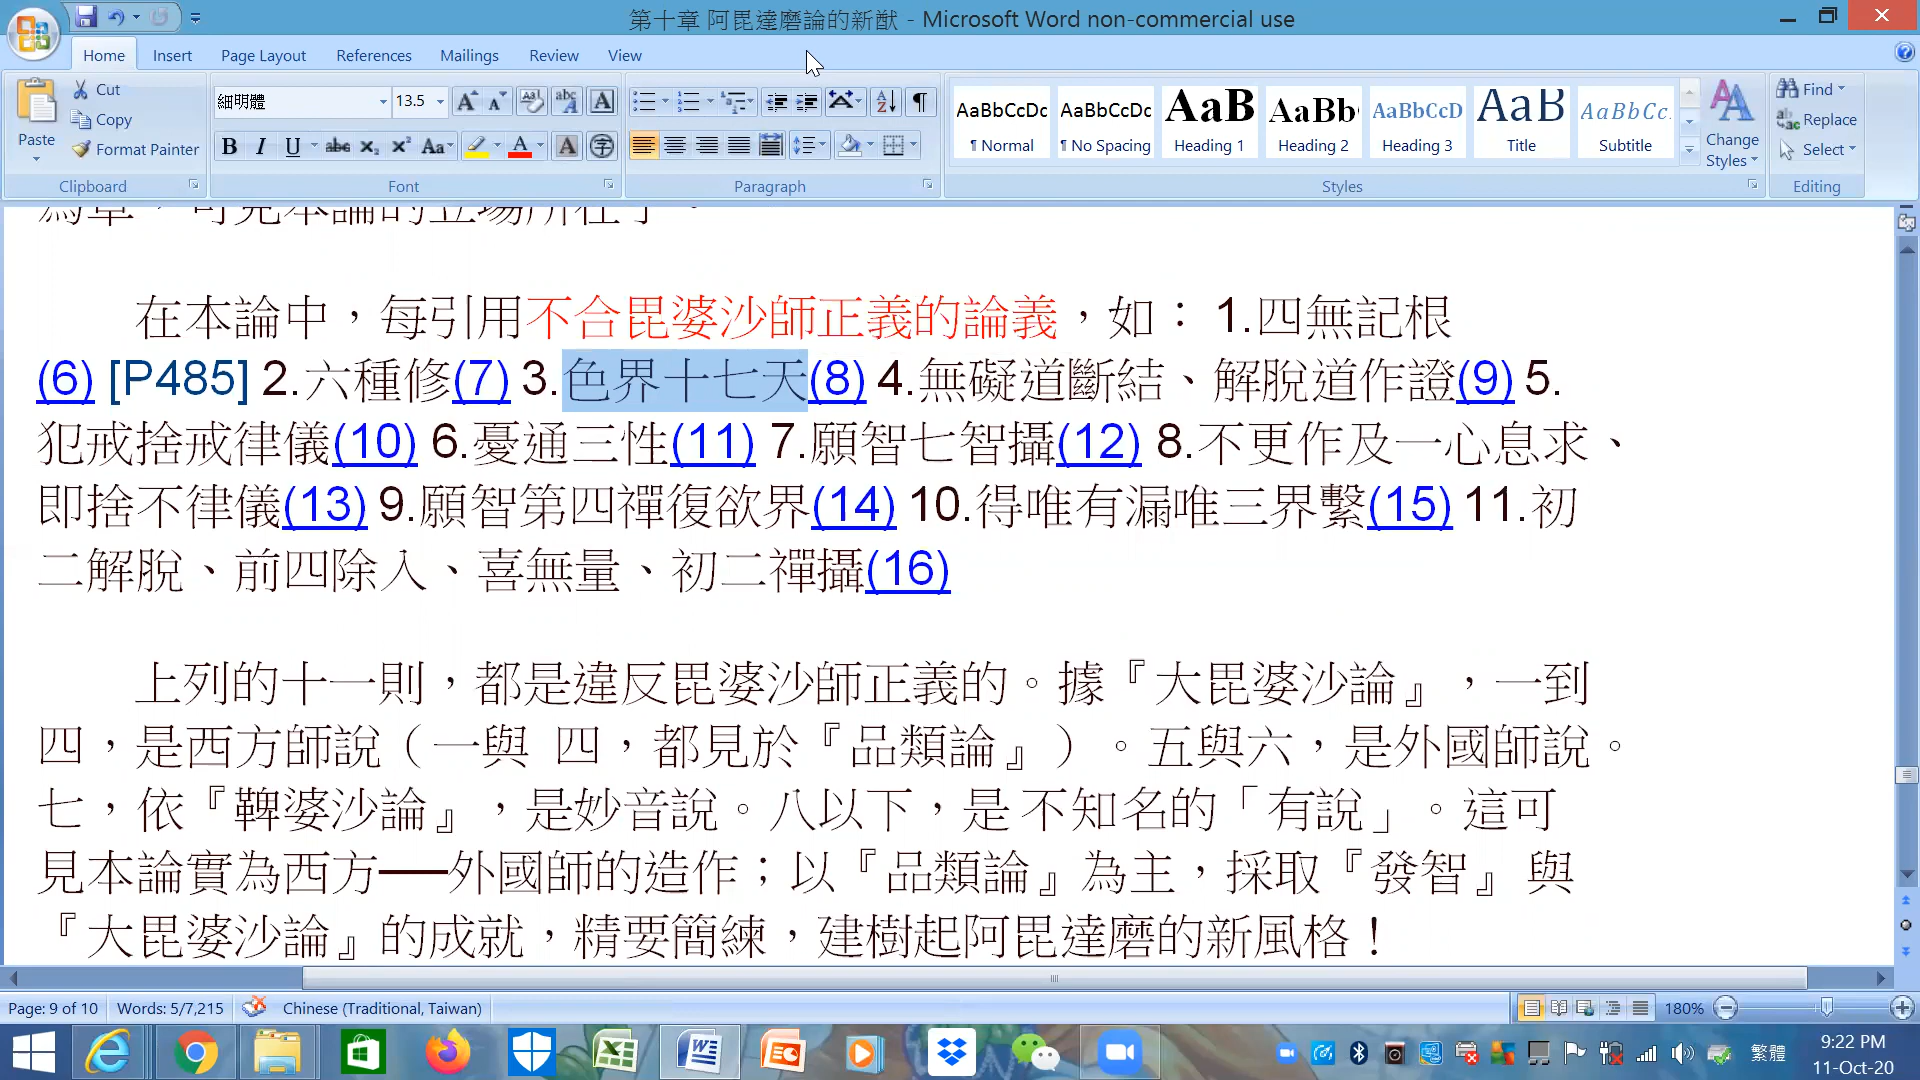 第十章 阿毘達磨論的新猷 - Microsoft Word non-commercial use
Home Insert Page Layout References Mailings Review View
Paste Cut Copy Format Painter
Clipboard
細明體 13.5
Font
Paragraph
AaBbCcDc AaBbCcDc AaB AaBb AaBbCcD AaB AaBbCc.
¶ Normal ¶ No Spacing Heading 1 Heading 2 Heading 3 Title Subtitle
Change Styles
Styles
Find Replace Select
Editing
為章，可見本論的立場所在了。
在本論中，每引用不合毘婆沙師正義的論義，如： 1.四無記根
(6) [P485] 2.六種修(7) 3.色界十七天(8) 4.無礙道斷結、解脫道作證(9) 5.
犯戒捨戒律儀(10) 6.憂通三性(11) 7.願智七智攝(12) 8.不更作及一心息求、
即捨不律儀(13) 9.願智第四禪復欲界(14) 10.得唯有漏唯三界繫(15) 11.初
二解脫、前四除入、喜無量、初二禪攝(16)
上列的十一則，都是違反毘婆沙師正義的。據『大毘婆沙論』，一到
四，是西方師說（一與 四，都見於『品類論』）。五與六，是外國師說。
七，依『鞞婆沙論』，是妙音說。八以下，是 不知名的「有說」。這可
見本論實為西方──外國師的造作；以『品類論』為主，採取『發智』與
『大毘婆沙論』的成就，精要簡練，建樹起阿毘達磨的新風格！
Page: 9 of 10 Words: 5/7,215 Chinese (Traditional, Taiwan) 180%
繁體 9:22 PM
11-Oct-20